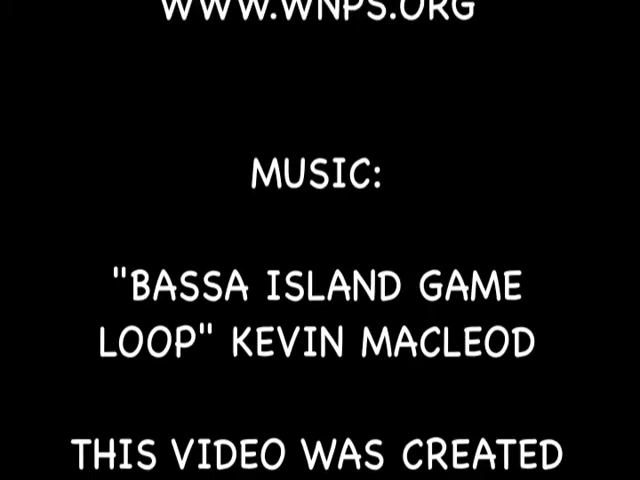 WWW.WNPS.ORG
MUSIC:
"BASSA ISLAND GAME
LOOP" KEVIN MACLEOD
THIS VIDEO WAS CREATED